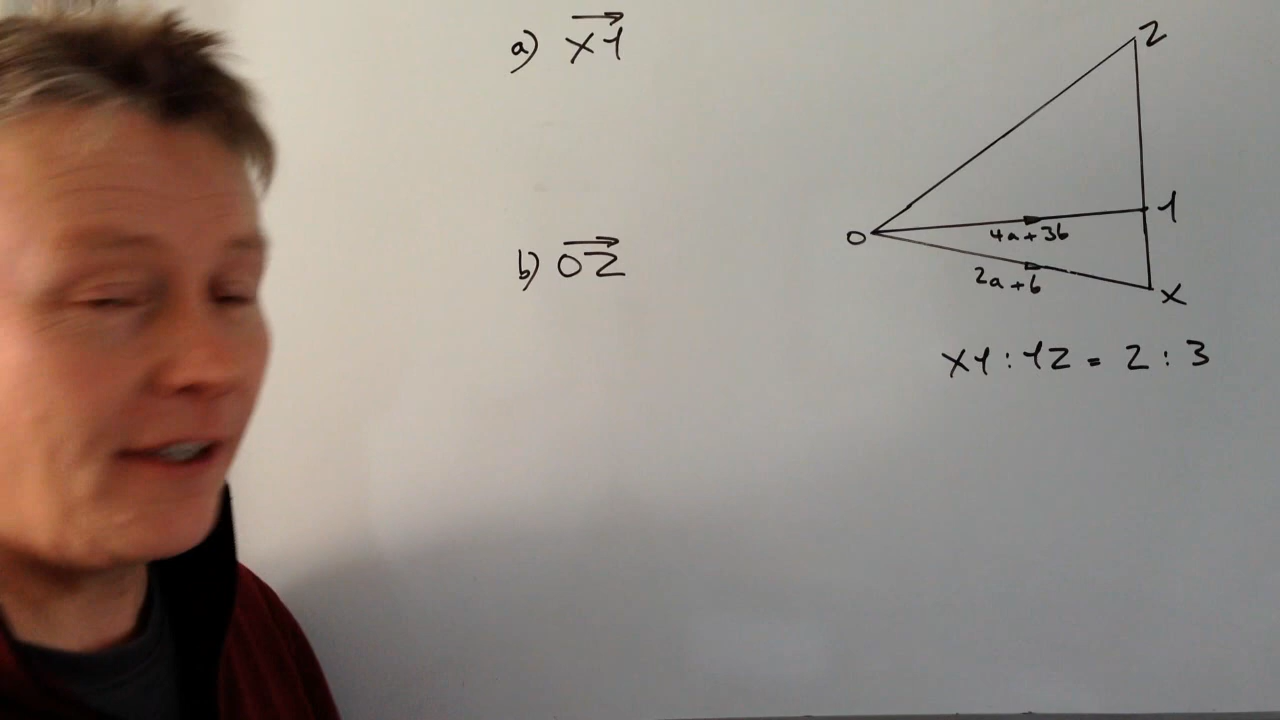 a) XY
b) OZ
Z
Y
O
4a+3b
2a+b
X
XY : YZ = 2 : 3